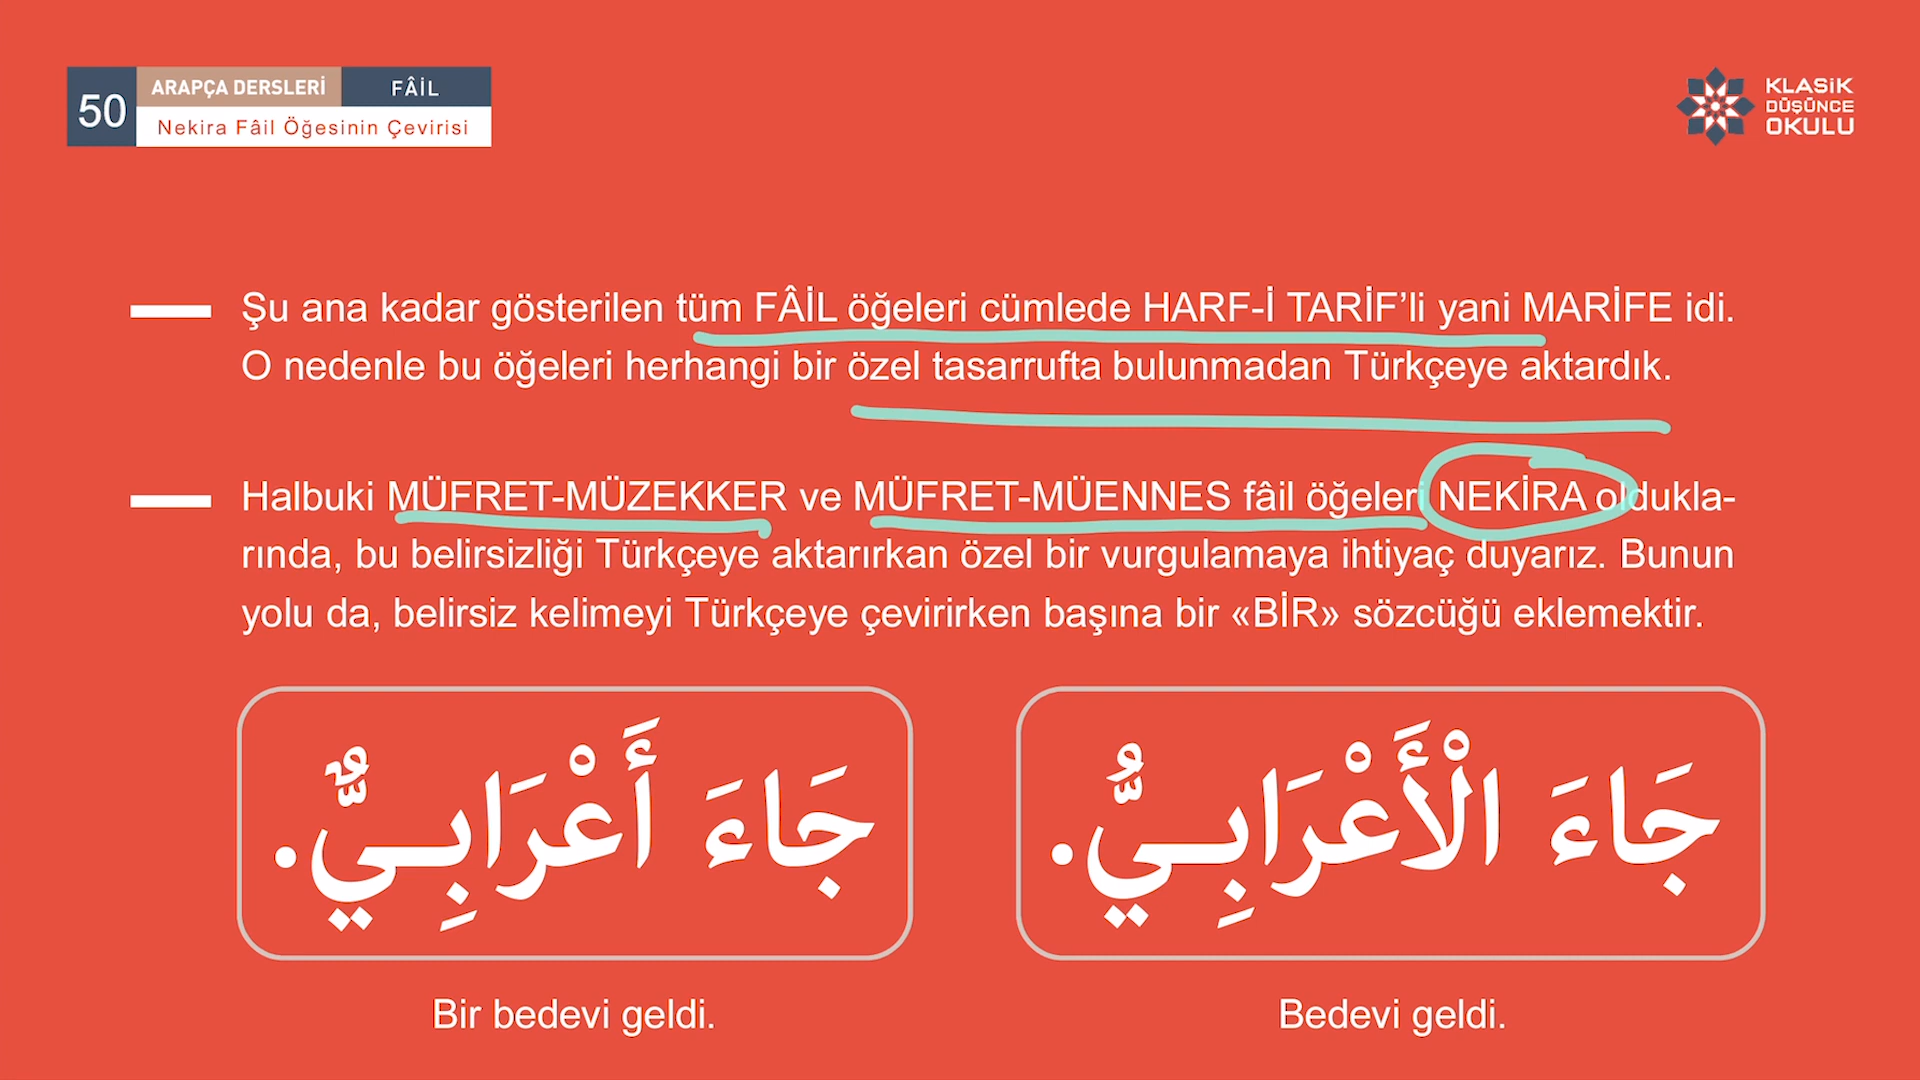 50
ARAPÇA DERSLERİ
FÂİL
Nekira Fâil Öğesinin Çevirisi
KLASiK
DÜŞÜNCE
OKULU
Şu ana kadar gösterilen tüm FÂİL öğeleri cümlede HARF-İ TARİF’li yani MARİFE idi.
O nedenle bu öğeleri herhangi bir özel tasarrufta bulunmadan Türkçeye aktardık.
Halbuki MÜFRET-MÜZEKKER ve MÜFRET-MÜENNES fâil öğeleri NEKİRA oldukla-
rında, bu belirsizliği Türkçeye aktarırkan özel bir vurgulamaya ihtiyaç duyarız. Bunun
yolu da, belirsiz kelimeyi Türkçeye çevirirken başına bir «BİR» sözcüğü eklemektir.
جَاءَ أَعْرَابِـيٌّ.
جَاءَ الْأَعْرَابِـيُّ.
Bir bedevi geldi.
Bedevi geldi.